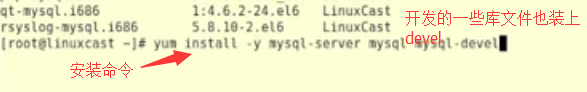 qt-mysql.i686 1:4.6.2-24.el6 LinuxCast
rsyslog-mysql.i686 5.8.10-2.el6 LinuxCast
[root@linuxcast ~]# yum install -y mysql-server mysql mysql-devel
开发的一些库文件也装上
devel
安装命令